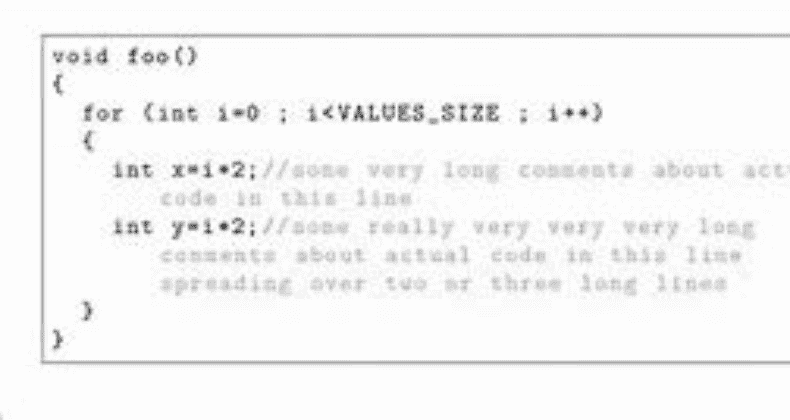 void foo()
{
for (int i=0 ; i<VALUES_SIZE ; i++)
{
int x=i*2;//some very long comments about
code in this line
int y=i*2;//some really very very very long
comments about actual code in this line
spreading over two or three long lines
}
}